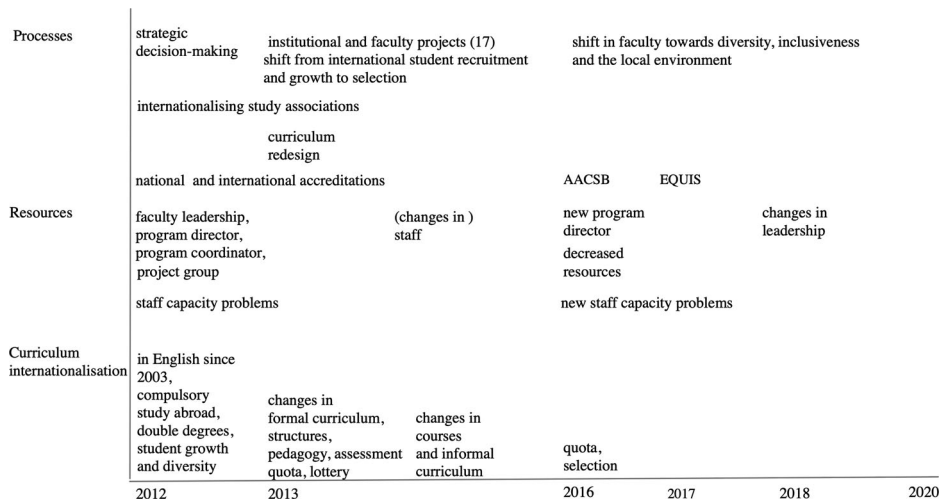 Processes
strategic
decision-making
institutional and faculty projects (17)
shift from international student recruitment
and growth to selection
shift in faculty towards diversity, inclusiveness
and the local environment
internationalising study associations
curriculum
redesign
national and international accreditations
AACSB
EQUIS
Resources
faculty leadership,
program director,
program coordinator,
project group
(changes in )
staff
new program
director
decreased
resources
changes in
leadership
staff capacity problems
new staff capacity problems
Curriculum
internationalisation
in English since
2003,
compulsory
study abroad,
double degrees,
student growth
and diversity
changes in
formal curriculum,
structures,
pedagogy, assessment
quota, lottery
changes in
courses
and informal
curriculum
quota,
selection
2012
2013
2016
2017
2018
2020